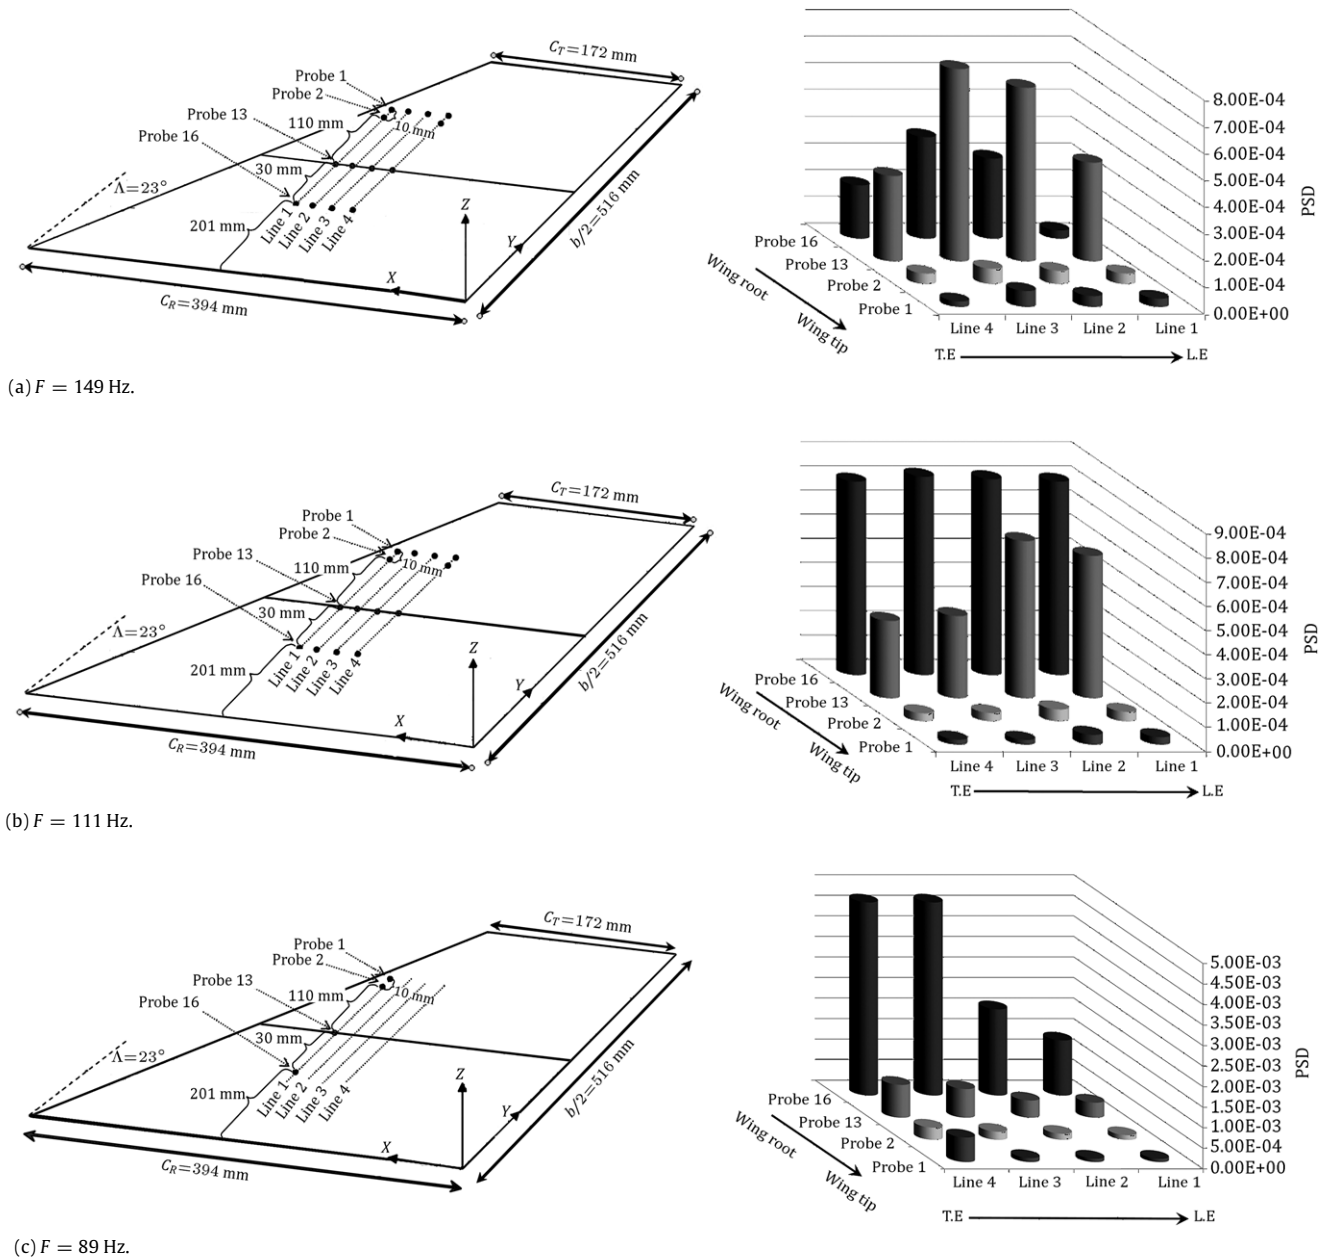 C_T=172 mm
Probe 1
Probe 2
Probe 13
110 mm
10 mm
Probe 16
30 mm
Λ=23°
201 mm
Line 1
Line 2
Line 3
Line 4
Z
Y
X
b/2=516 mm
C_R=394 mm
8.00E-04
7.00E-04
6.00E-04
5.00E-04
4.00E-04
3.00E-04
2.00E-04
1.00E-04
0.00E+00
PSD
Probe 16
Probe 13
Probe 2
Probe 1
Wing root
Wing tip
Line 4
Line 3
Line 2
Line 1
T.E
L.E
(a) F = 149 Hz.
C_T=172 mm
Probe 1
Probe 2
Probe 13
110 mm
10 mm
Probe 16
30 mm
Λ=23°
201 mm
Line 1
Line 2
Line 3
Line 4
Z
Y
X
b/2=516 mm
C_R=394 mm
9.00E-04
8.00E-04
7.00E-04
6.00E-04
5.00E-04
4.00E-04
3.00E-04
2.00E-04
1.00E-04
0.00E+00
PSD
Probe 16
Probe 13
Probe 2
Probe 1
Wing root
Wing tip
Line 4
Line 3
Line 2
Line 1
T.E
L.E
(b) F = 111 Hz.
C_T=172 mm
Probe 1
Probe 2
Probe 13
110 mm
10 mm
Probe 16
30 mm
Λ=23°
201 mm
Line 1
Line 2
Line 3
Line 4
Z
Y
X
b/2=516 mm
C_R=394 mm
5.00E-03
4.50E-03
4.00E-03
3.50E-03
3.00E-03
2.50E-03
2.00E-03
1.50E-03
1.00E-03
5.00E-04
0.00E+00
PSD
Probe 16
Probe 13
Probe 2
Probe 1
Wing root
Wing tip
Line 4
Line 3
Line 2
Line 1
T.E
L.E
(c) F = 89 Hz.